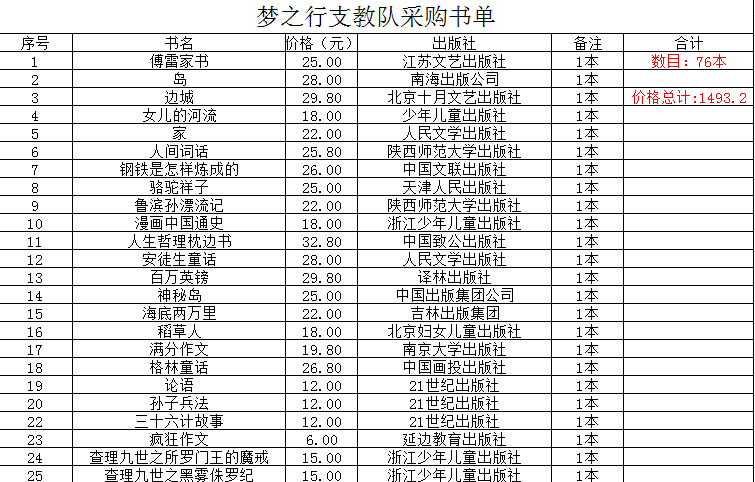 梦之行支教队采购书单
序号 书名 价格（元） 出版社 备注 合计
1 傅雷家书 25.00 江苏文艺出版社 1本 数目：76本
2 岛 28.00 南海出版公司 1本
3 边城 29.80 北京十月文艺出版社 1本 价格总计:1493.2
4 女儿的河流 18.00 少年儿童出版社 1本
5 家 22.00 人民文学出版社 1本
6 人间词话 25.80 陕西师范大学出版社 1本
7 钢铁是怎样炼成的 26.00 中国文联出版社 1本
8 骆驼祥子 25.00 天津人民出版社 1本
9 鲁滨孙漂流记 22.00 陕西师范大学出版社 1本
10 漫画中国通史 18.00 浙江少年儿童出版社 1本
11 人生哲理枕边书 32.80 中国致公出版社 1本
12 安徒生童话 28.00 人民文学出版社 1本
13 百万英镑 29.80 译林出版社 1本
14 神秘岛 25.00 中国出版集团公司 1本
15 海底两万里 22.00 吉林出版集团 1本
16 稻草人 18.00 北京妇女儿童出版社 1本
17 满分作文 19.80 南京大学出版社 1本
18 格林童话 26.80 中国画投出版社 1本
19 论语 12.00 21世纪出版社 1本
20 孙子兵法 12.00 21世纪出版社 1本
22 三十六计故事 12.00 21世纪出版社 1本
23 疯狂作文 6.00 延边教育出版社 1本
24 查理九世之所罗门王的魔戒 15.00 浙江少年儿童出版社 1本
25 查理九世之黑雾侏罗纪 15.00 浙江少年儿童出版社 1本